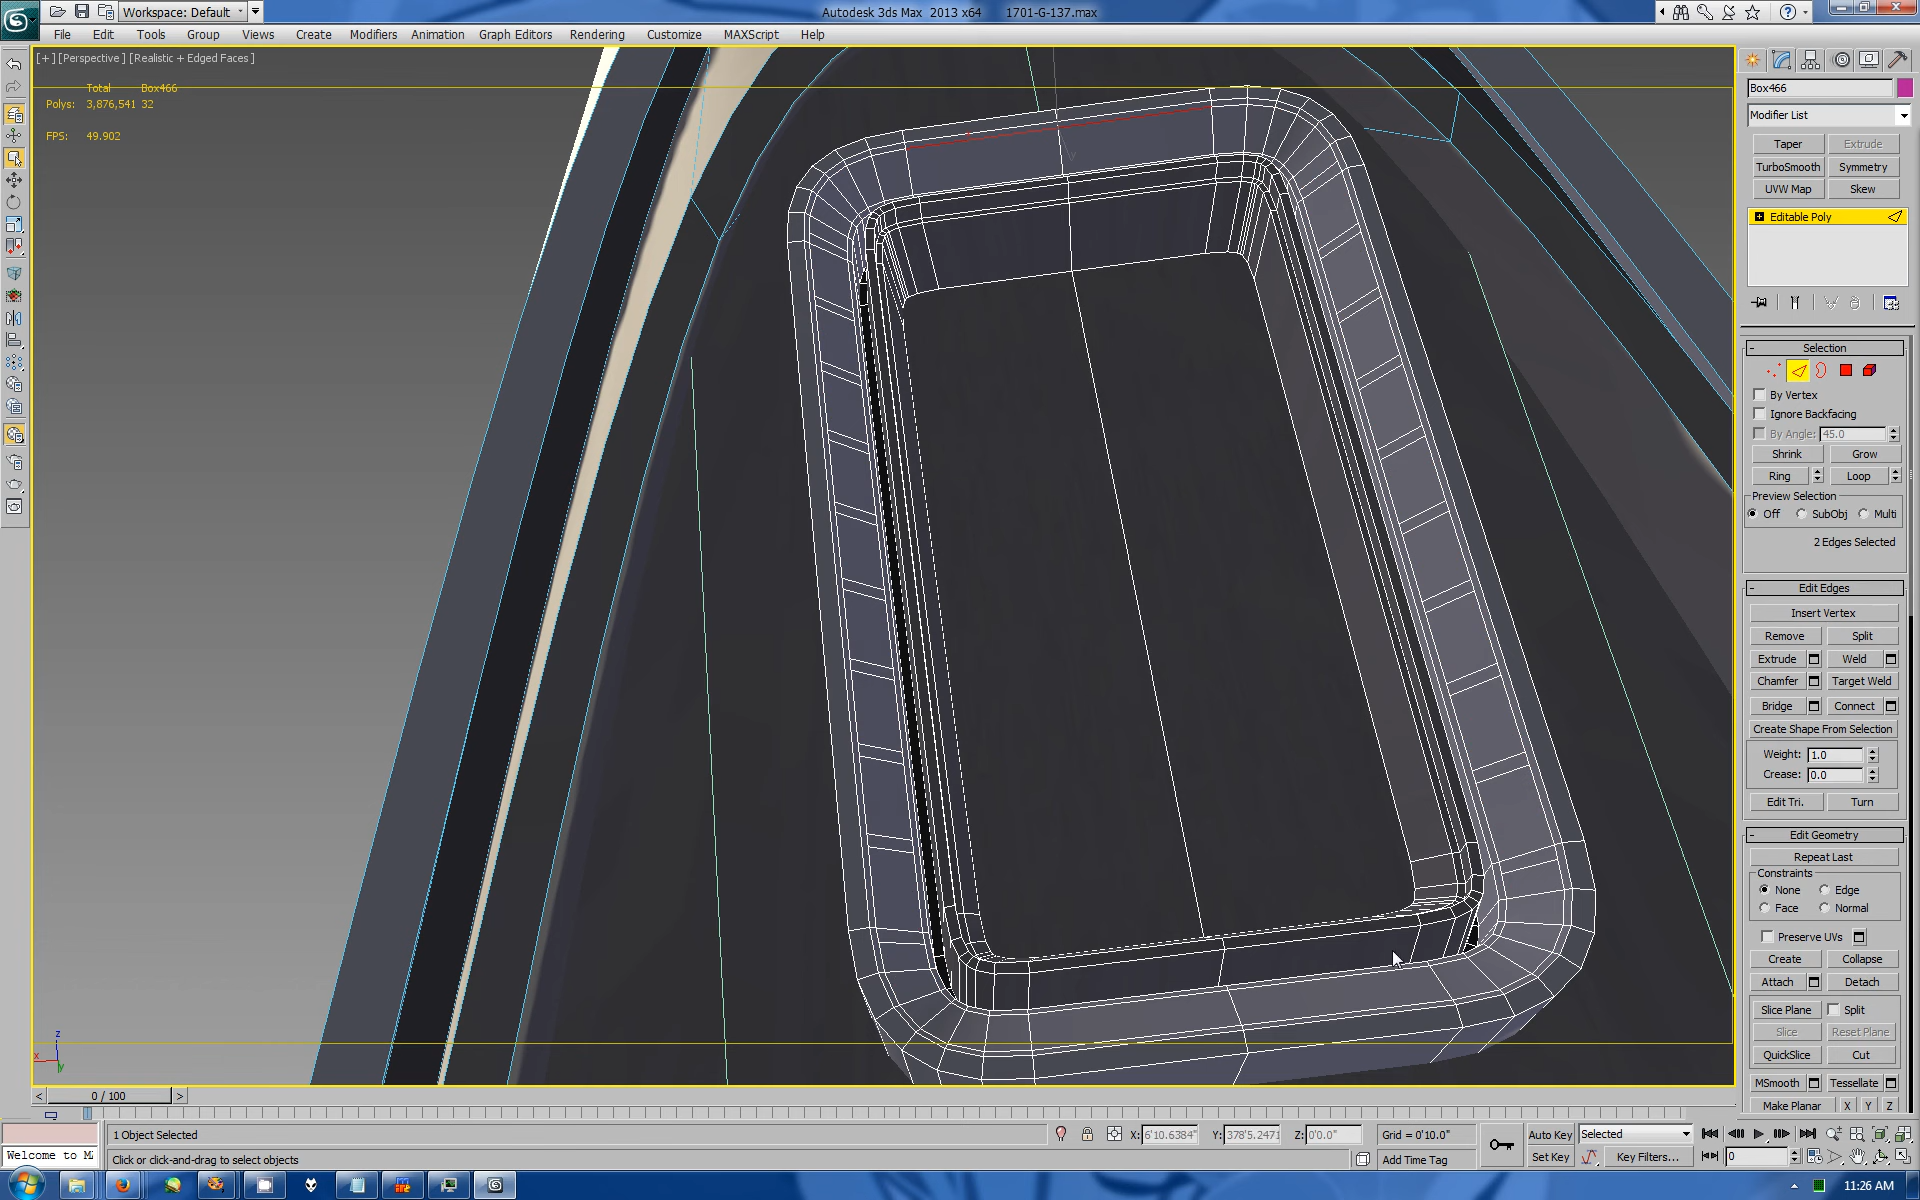 Workspace: Default
Autodesk 3ds Max 2013 x64 1701-G-137.max
File Edit Tools Group Views Create Modifiers Animation Graph Editors Rendering Customize MAXScript Help
[+] [Perspective ] [Realistic + Edged Faces ]
Total Box466
Polys: 3,876,541 32
FPS: 49.902
z
x
y
Box466
Modifier List
Taper Extrude
TurboSmooth Symmetry
UVW Map Skew
Editable Poly
- Selection
By Vertex
Ignore Backfacing
By Angle: 45.0
Shrink Grow
Ring Loop
Preview Selection
Off SubObj Multi
2 Edges Selected
- Edit Edges
Insert Vertex
Remove Split
Extrude Weld
Chamfer Target Weld
Bridge Connect
Create Shape From Selection
Weight: 1.0
Crease: 0.0
Edit Tri. Turn
- Edit Geometry
Repeat Last
Constraints
None Edge
Face Normal
Preserve UVs
Create Collapse
Attach Detach
Slice Plane Split
Slice Reset Plane
QuickSlice Cut
MSmooth Tessellate
Make Planar X Y Z
< 0 / 100 >
1 Object Selected X: 6'10.6384" Y: 378'5.2471 Z: 0'0.0" Grid = 0'10.0" Auto Key Selected
Welcome to M Click or click-and-drag to select objects Add Time Tag Set Key Key Filters... 0
11:26 AM